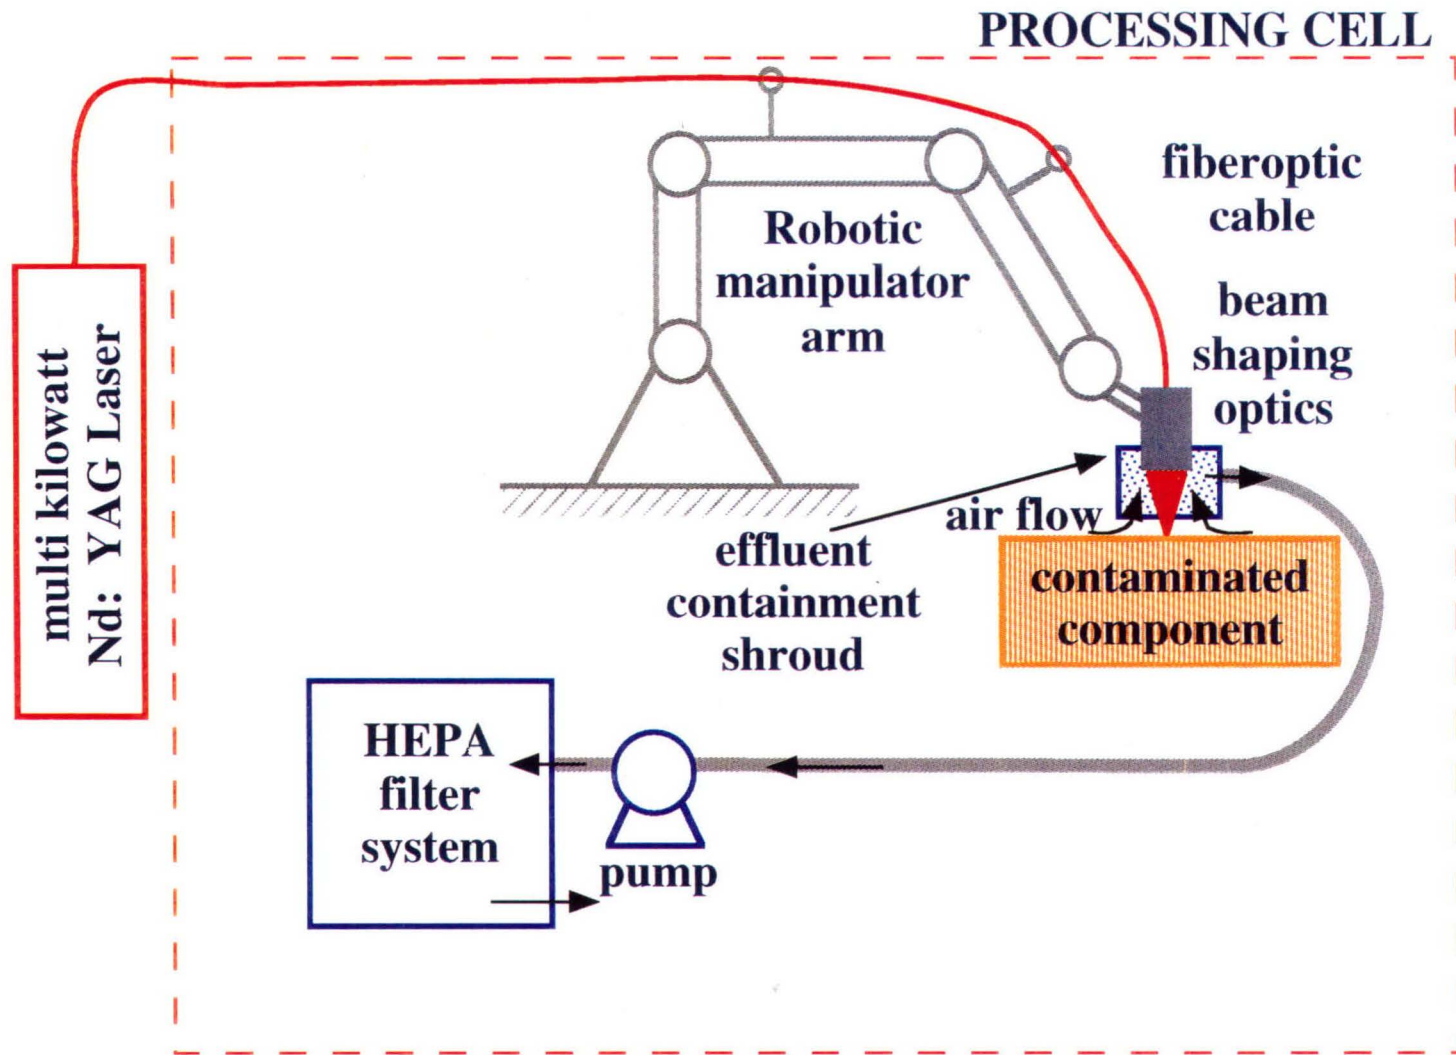 PROCESSING CELL
fiberoptic
cable
Robotic
manipulator
arm
beam
shaping
optics
multi kilowatt
Nd: YAG Laser
air flow
effluent
containment
shroud
contaminated
component
HEPA
filter
system
pump